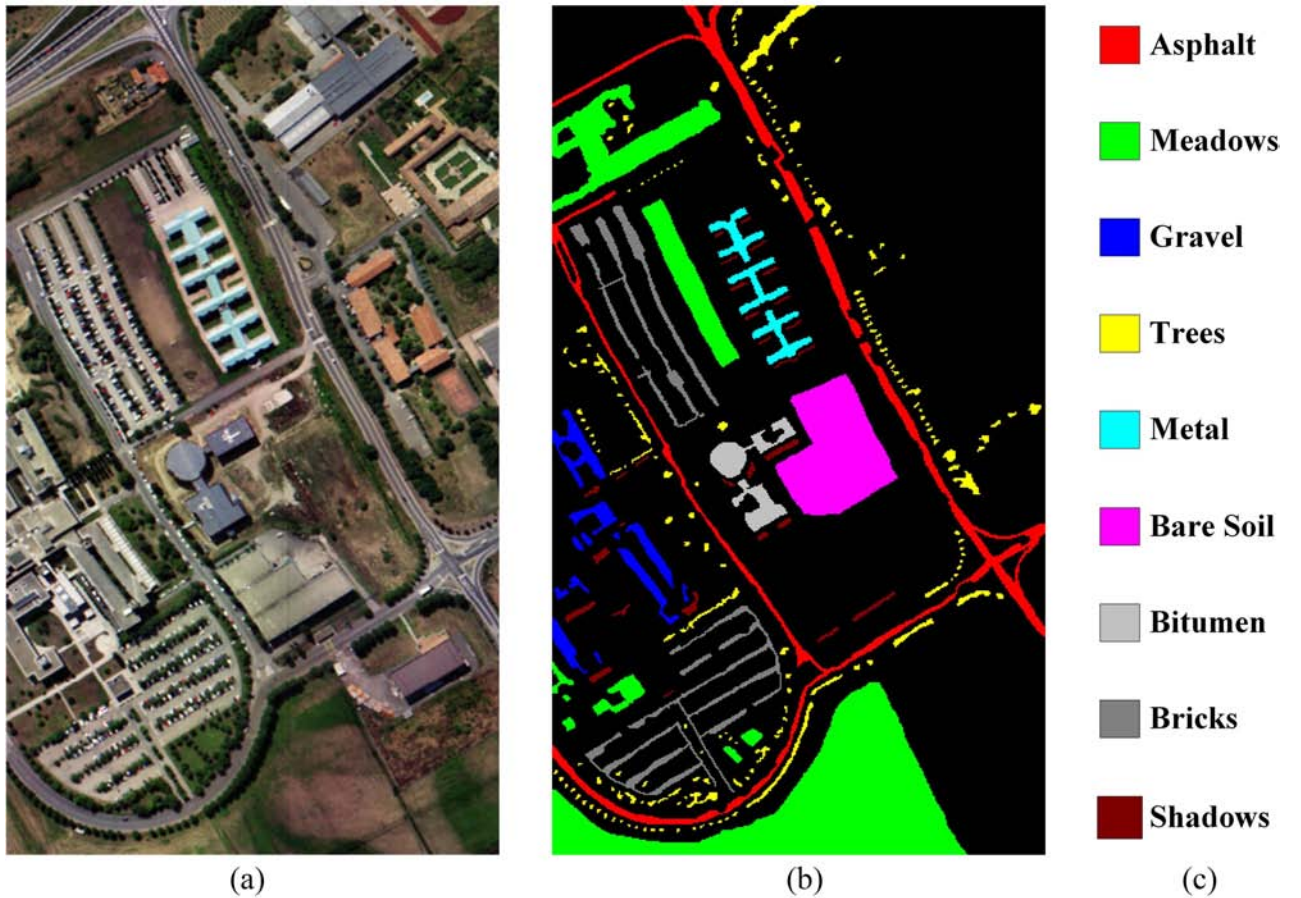 Asphalt
Meadows
Gravel
Trees
Metal
Bare Soil
Bitumen
Bricks
Shadows
(a)
(b)
(c)